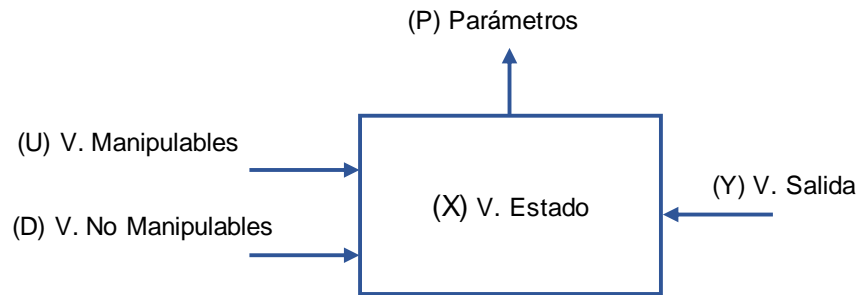 (P) Parámetros
(U) V. Manipulables
(X) V. Estado
(Y) V. Salida
(D) V. No Manipulables